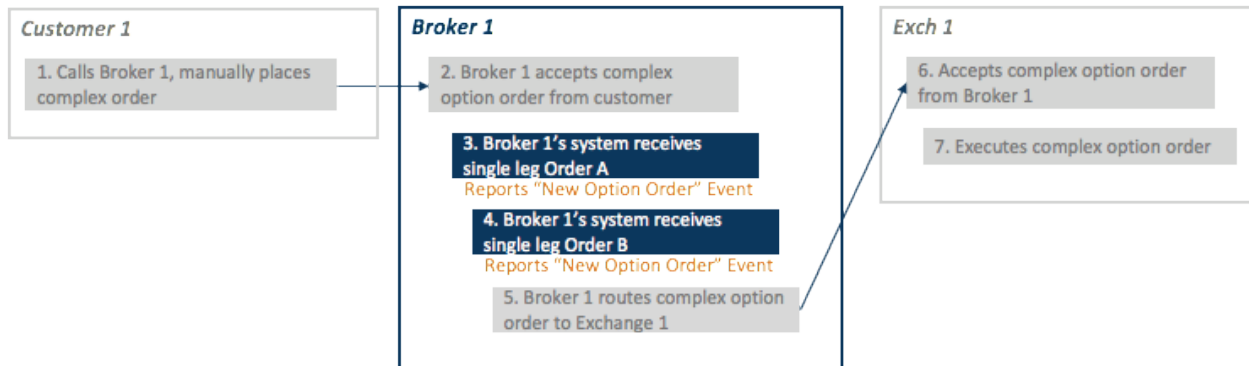 Customer 1
1. Calls Broker 1, manually places
complex order
Broker 1
2. Broker 1 accepts complex
option order from customer
3. Broker 1's system receives
single leg Order A
Reports “New Option Order” Event
4. Broker 1's system receives
single leg Order B
Reports “New Option Order” Event
5. Broker 1 routes complex option
order to Exchange 1
Exch 1
6. Accepts complex option order
from Broker 1
7. Executes complex option order